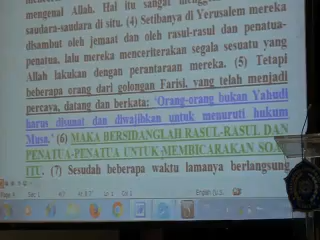 mengenal Allah. Hal itu sangat
saudara-saudara di situ. (4) Setibanya di Yerusalem mereka
disambut oleh jemaat dan oleh rasul-rasul dan penatua-
penatua, lalu mereka menceriterakan segala sesuatu yang
Allah lakukan dengan perantaraan mereka. (5) Tetapi
beberapa orang dari golongan Farisi, yang telah menjadi
percaya, datang dan berkata: 'Orang-orang bukan Yahudi
harus disunat dan diwajibkan untuk menuruti hukum
Musa.' (6) MAKA BERSIDANGLAH RASUL-RASUL DAN
PENATUA-PENATUA UNTUK MEMBICARAKAN SOAL
ITU. (7) Sesudah beberapa waktu lamanya berlangsung